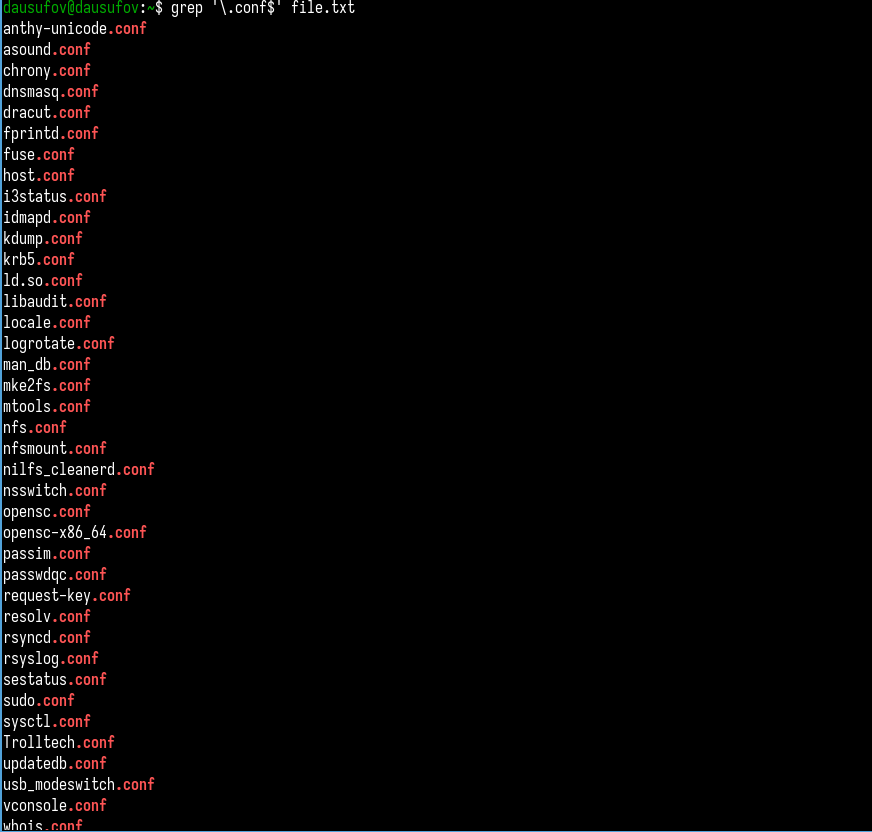 dausufov@dausufov:~$ grep '\.conf$' file.txt
anthy-unicode.conf
asound.conf
chrony.conf
dnsmasq.conf
dracut.conf
fprintd.conf
fuse.conf
host.conf
i3status.conf
idmapd.conf
kdump.conf
krb5.conf
ld.so.conf
libaudit.conf
locale.conf
logrotate.conf
man_db.conf
mke2fs.conf
mtools.conf
nfs.conf
nfsmount.conf
nilfs_cleanerd.conf
nsswitch.conf
opensc.conf
opensc-x86_64.conf
passim.conf
passwdqc.conf
request-key.conf
resolv.conf
rsyncd.conf
rsyslog.conf
sestatus.conf
sudo.conf
sysctl.conf
Trolltech.conf
updatedb.conf
usb_modeswitch.conf
vconsole.conf
whois.conf